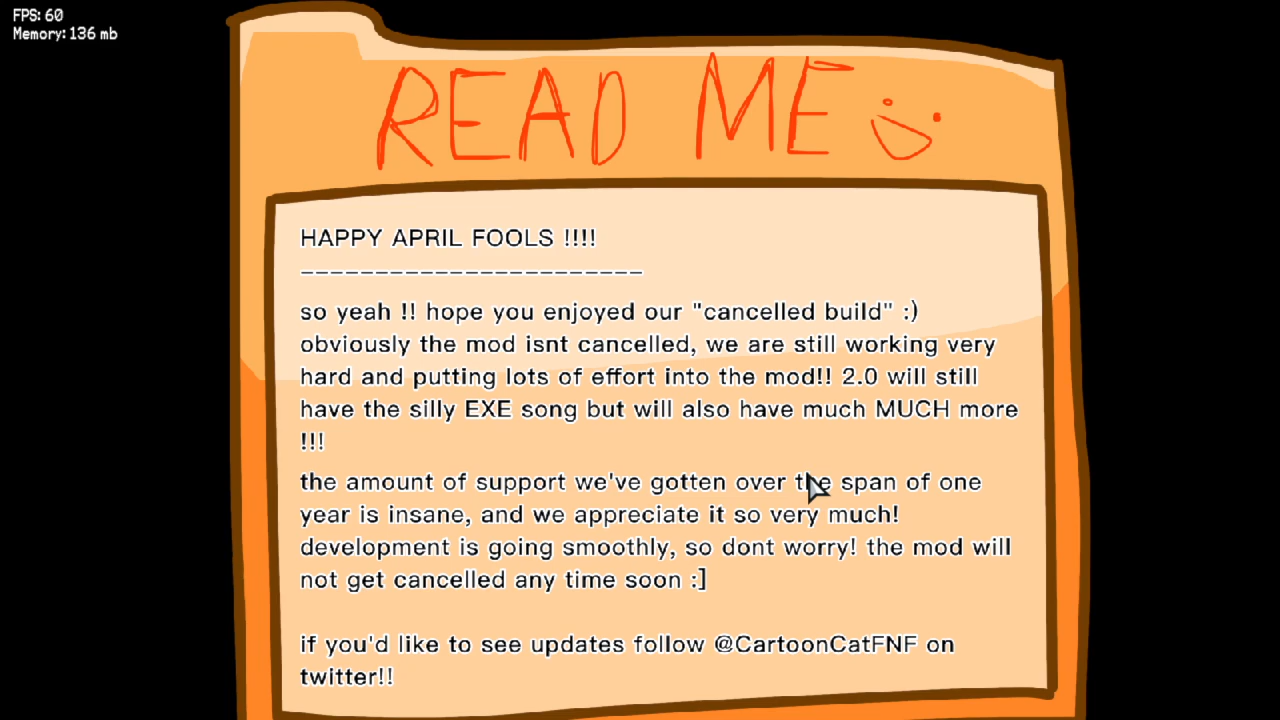 FPS: 60
Memory: 136 mb
READ ME
HAPPY APRIL FOOLS !!!!
-----------------------
so yeah !! hope you enjoyed our "cancelled build" :)
obviously the mod isnt cancelled, we are still working very
hard and putting lots of effort into the mod!! 2.0 will still
have the silly EXE song but will also have much MUCH more
!!!
the amount of support we've gotten over the span of one
year is insane, and we appreciate it so very much!
development is going smoothly, so dont worry! the mod will
not get cancelled any time soon :]
if you'd like to see updates follow @CartoonCatFNF on
twitter!!